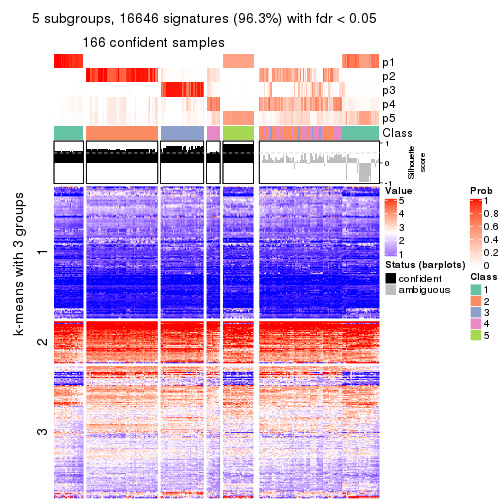 5 subgroups, 16646 signatures (96.3%) with fdr < 0.05
166 confident samples
p1
p2
p3
p4
p5
Class
1
0
-1
Silhouette
score
k-means with 3 groups
1
2
3
Value
5
4
3
2
1
Status (barplots)
confident
ambiguous
Prob
1
0.8
0.6
0.4
0.2
0
Class
1
2
3
4
5